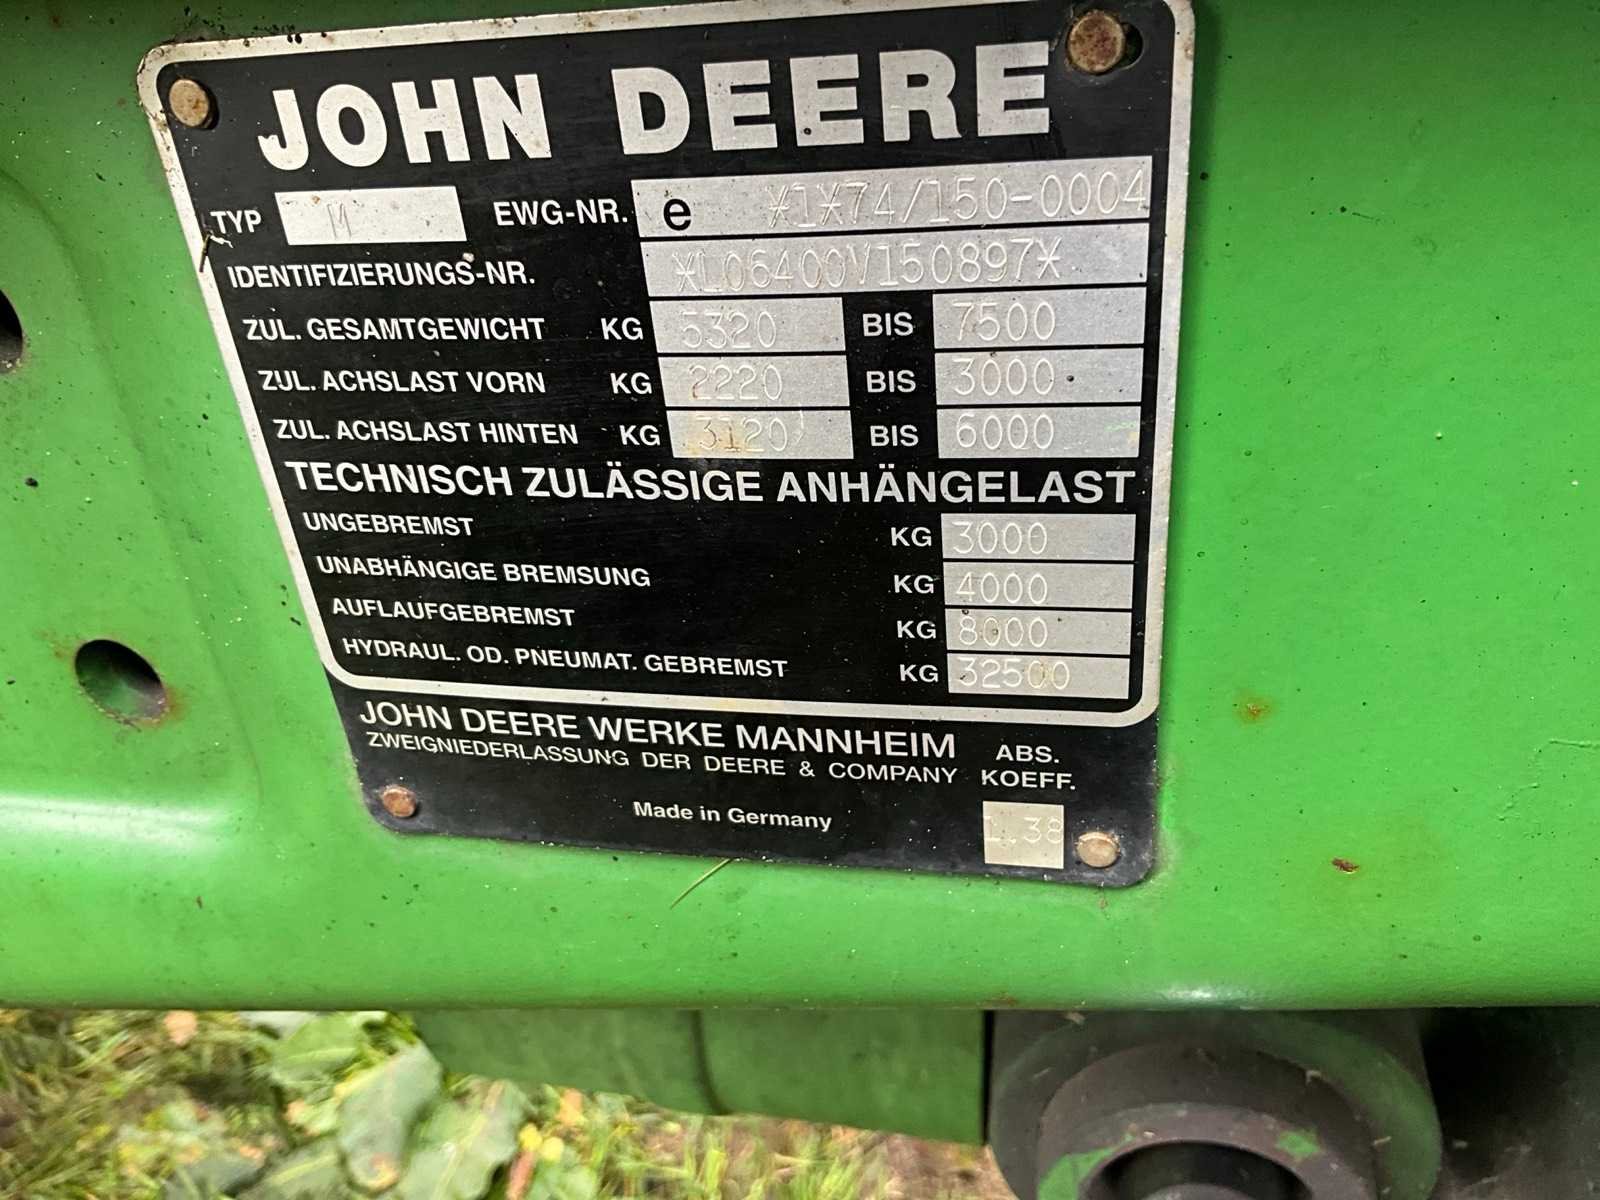 JOHN DEERE
TYP M EWG-NR. e *1*74/150-0004
IDENTIFIZIERUNGS-NR. *L06400V150897*
ZUL. GESAMTGEWICHT KG 5320 BIS 7500
ZUL. ACHSLAST VORN KG 2220 BIS 3000
ZUL. ACHSLAST HINTEN KG 3120 BIS 6000
TECHNISCH ZULÄSSIGE ANHÄNGELAST
UNGEBREMST KG 3000
UNABHÄNGIGE BREMSUNG KG 4000
AUFLAUFGEBREMST KG 8000
HYDRAUL. OD. PNEUMAT. GEBREMST KG 32500
JOHN DEERE WERKE MANNHEIM ABS.
ZWEIGNIEDERLASSUNG DER DEERE & COMPANY KOEFF.
Made in Germany 1.38